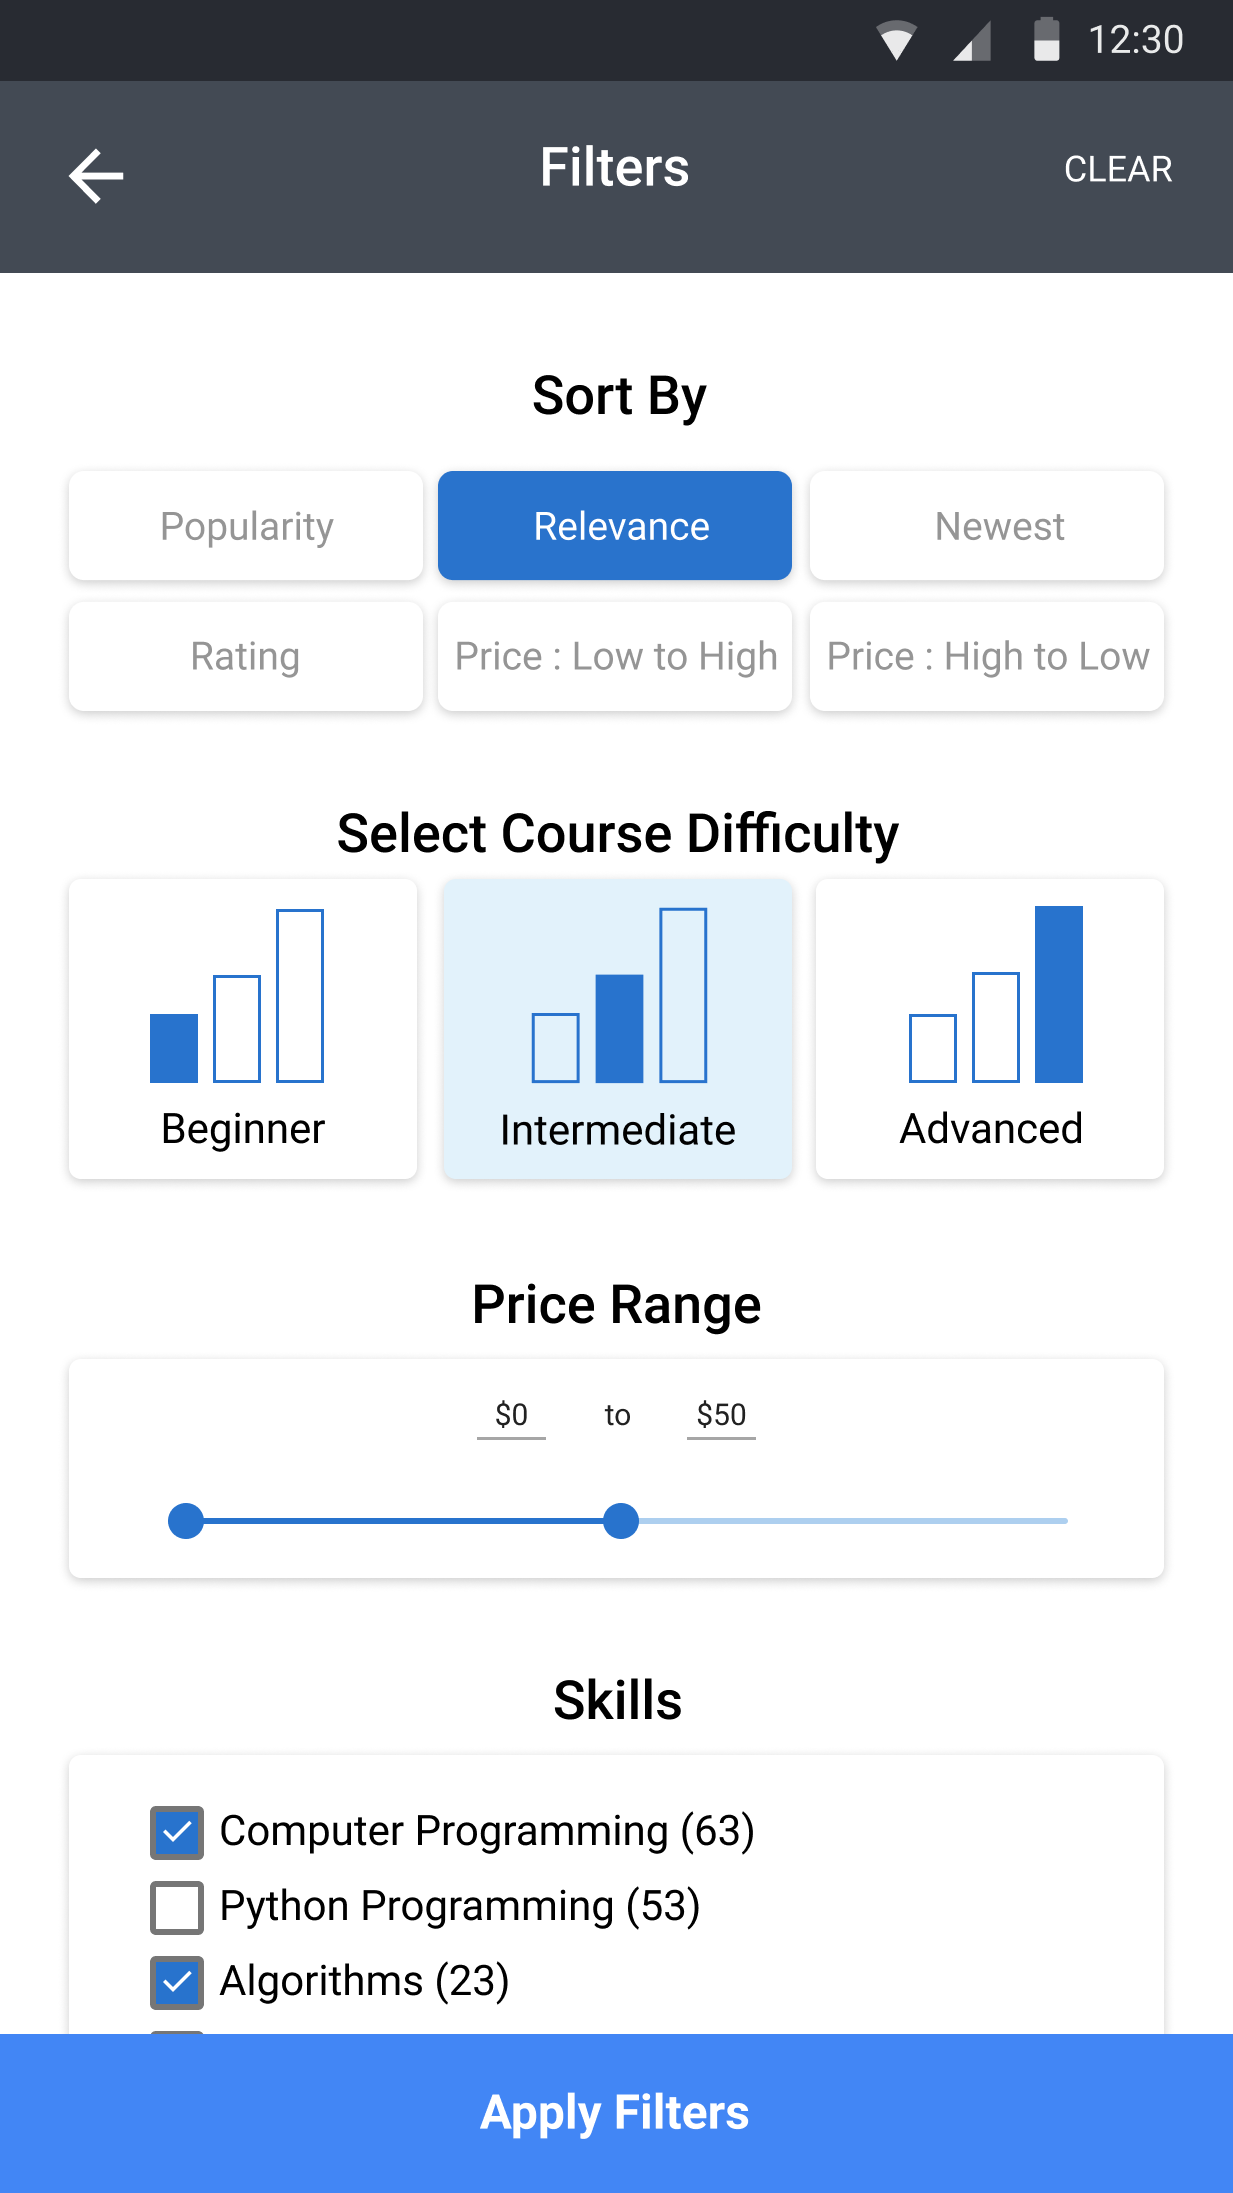 12:30
Filters
CLEAR
Sort By
Popularity
Relevance
Newest
Rating
Price : Low to High
Price : High to Low
Select Course Difficulty
Beginner
Intermediate
Advanced
Price Range
$0 to $50
Skills
Computer Programming (63)
Python Programming (53)
Algorithms (23)
Apply Filters